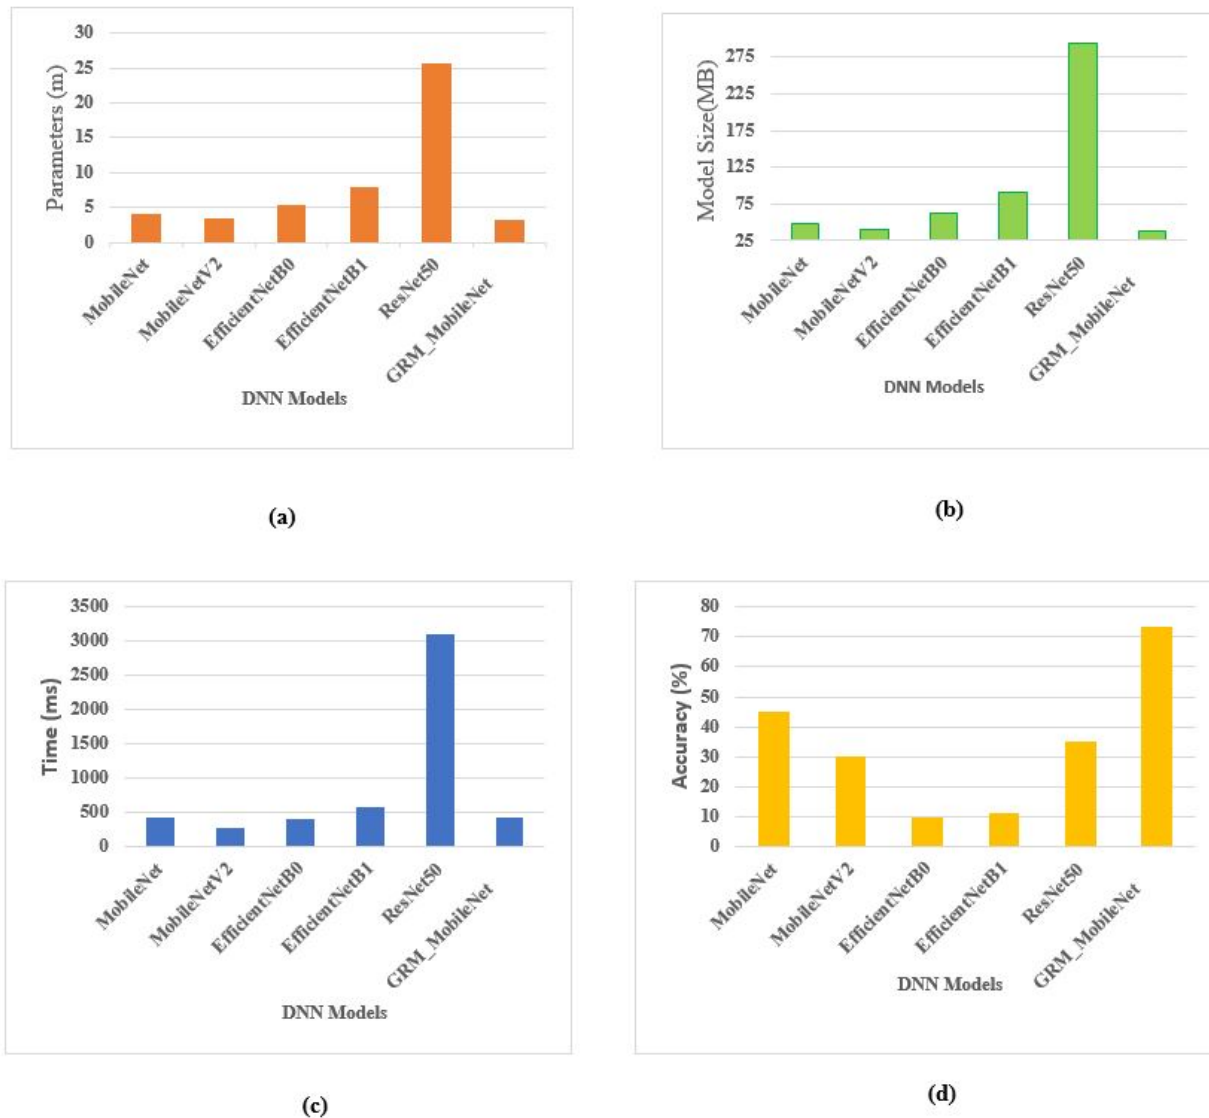 30
25
20
15
10
5
0
Parameters (m)
MobileNet
MobileNetV2
EfficientNetB0
EfficientNetB1
ResNet50
GRM_MobileNet
DNN Models
(a)
275
225
175
125
75
25
Model Size(MB)
MobileNet
MobileNetV2
EfficientNetB0
EfficientNetB1
ResNet50
GRM_MobileNet
DNN Models
(b)
3500
3000
2500
2000
1500
1000
500
0
Time (ms)
MobileNet
MobileNetV2
EfficientNetB0
EfficientNetB1
ResNet50
GRM_MobileNet
DNN Models
(c)
80
70
60
50
40
30
20
10
0
Accuracy (%)
MobileNet
MobileNetV2
EfficientNetB0
EfficientNetB1
ResNet50
GRM_MobileNet
DNN Models
(d)